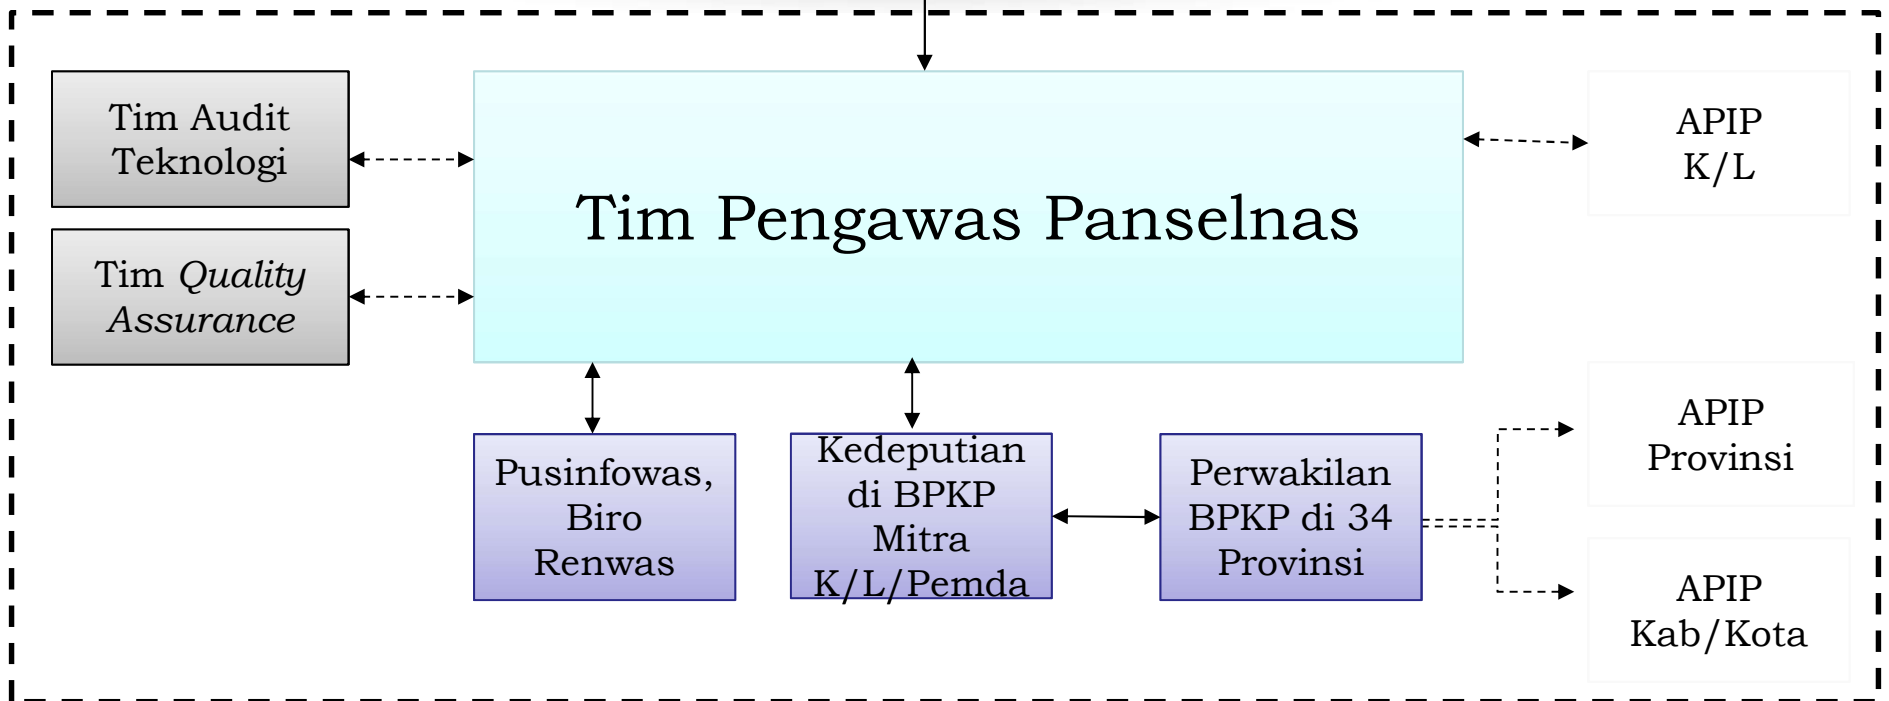 Tim Audit
Teknologi
Tim Quality
Assurance
Tim Pengawas Panselnas
APIP
K/L
Pusinfowas,
Biro
Renwas
Kedeputian
di BPKP
Mitra
K/L/Pemda
Perwakilan
BPKP di 34
Provinsi
APIP
Provinsi
APIP
Kab/Kota